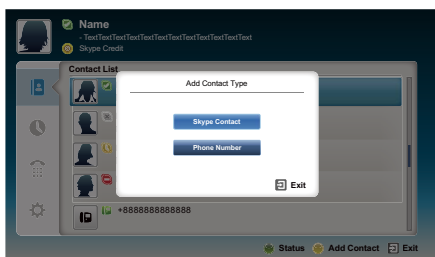 Name
- TextTextTextTextTextTextTextTextTextText
Skype Credit
Contact List
Add Contact Type
Skype Contact
Phone Number
Exit
+8888888888888
Status Add Contact Exit